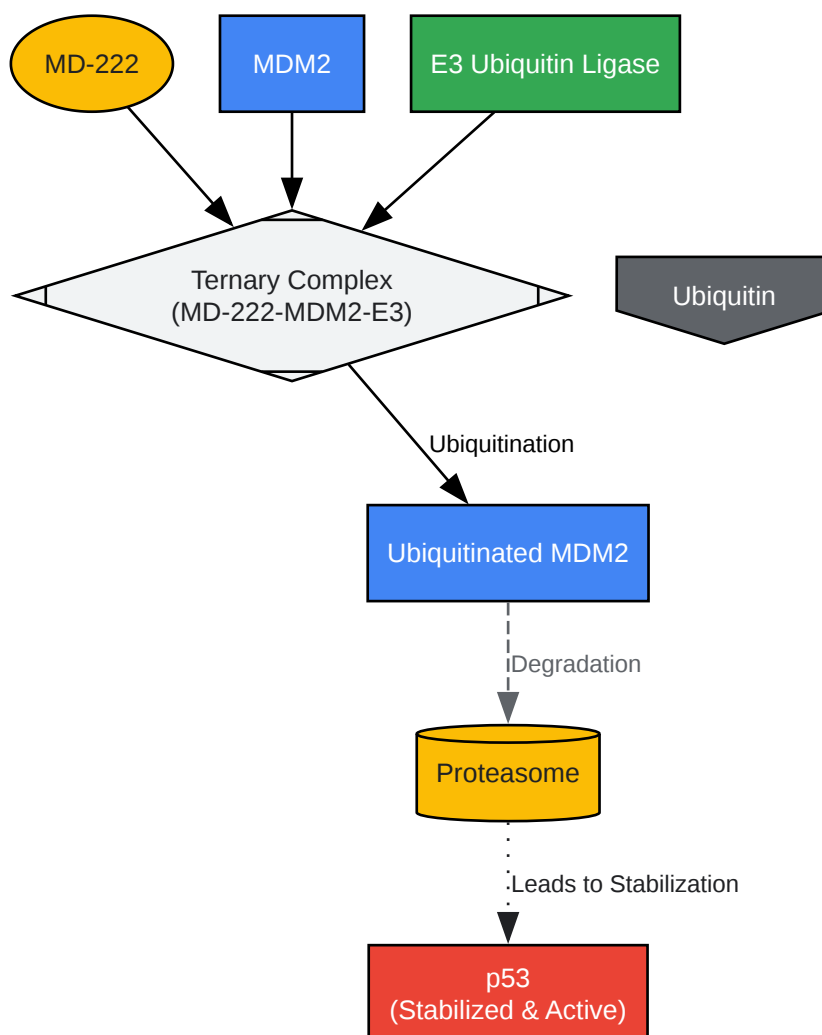 MD-222
MDM2
E3 Ubiquitin Ligase
Ternary Complex
(MD-222-MDM2-E3)
Ubiquitin
Ubiquitination
Ubiquitinated MDM2
Degradation
Proteasome
Leads to Stabilization
p53
(Stabilized & Active)